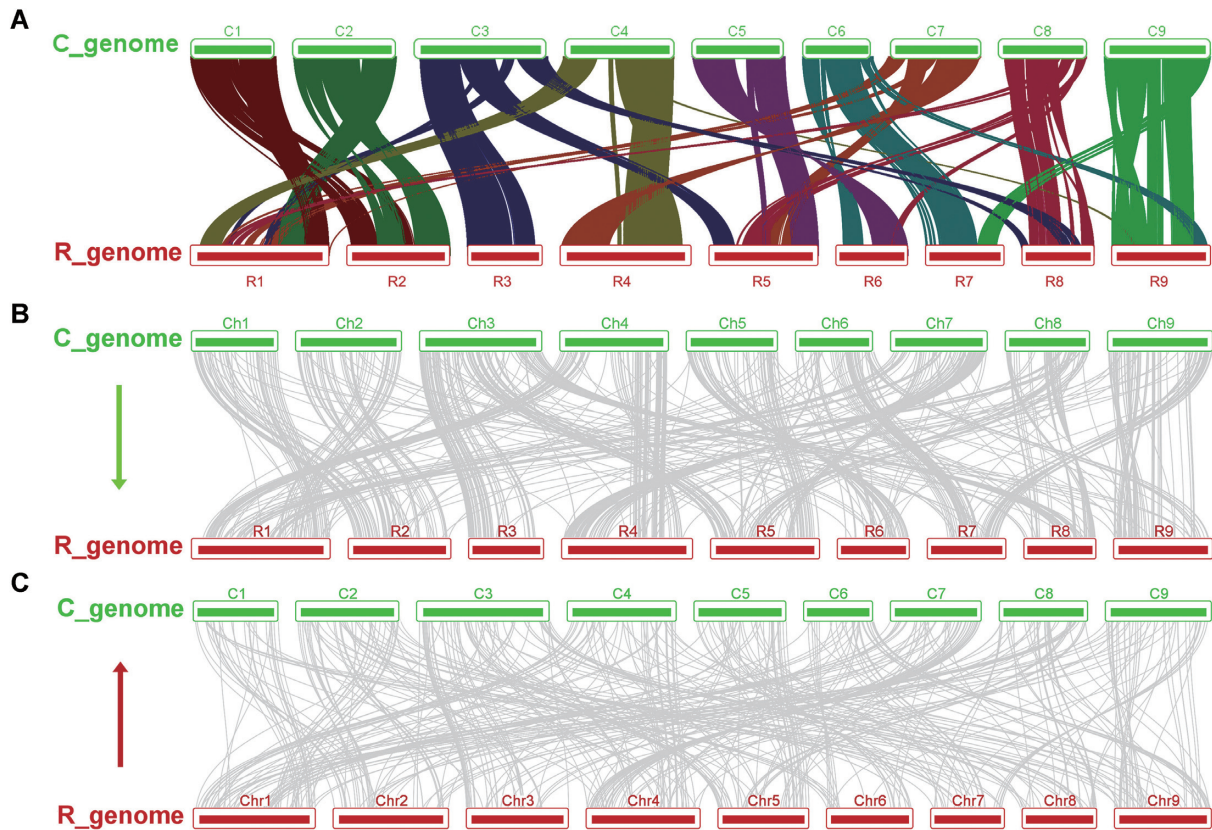 A
C1 C2 C3 C4 C5 C6 C7 C8 C9
C_genome
R_genome
R1 R2 R3 R4 R5 R6 R7 R8 R9
B
Ch1 Ch2 Ch3 Ch4 Ch5 Ch6 Ch7 Ch8 Ch9
C_genome
R1 R2 R3 R4 R5 R6 R7 R8 R9
R_genome
C
C1 C2 C3 C4 C5 C6 C7 C8 C9
C_genome
Chr1 Chr2 Chr3 Chr4 Chr5 Chr6 Chr7 Chr8 Chr9
R_genome